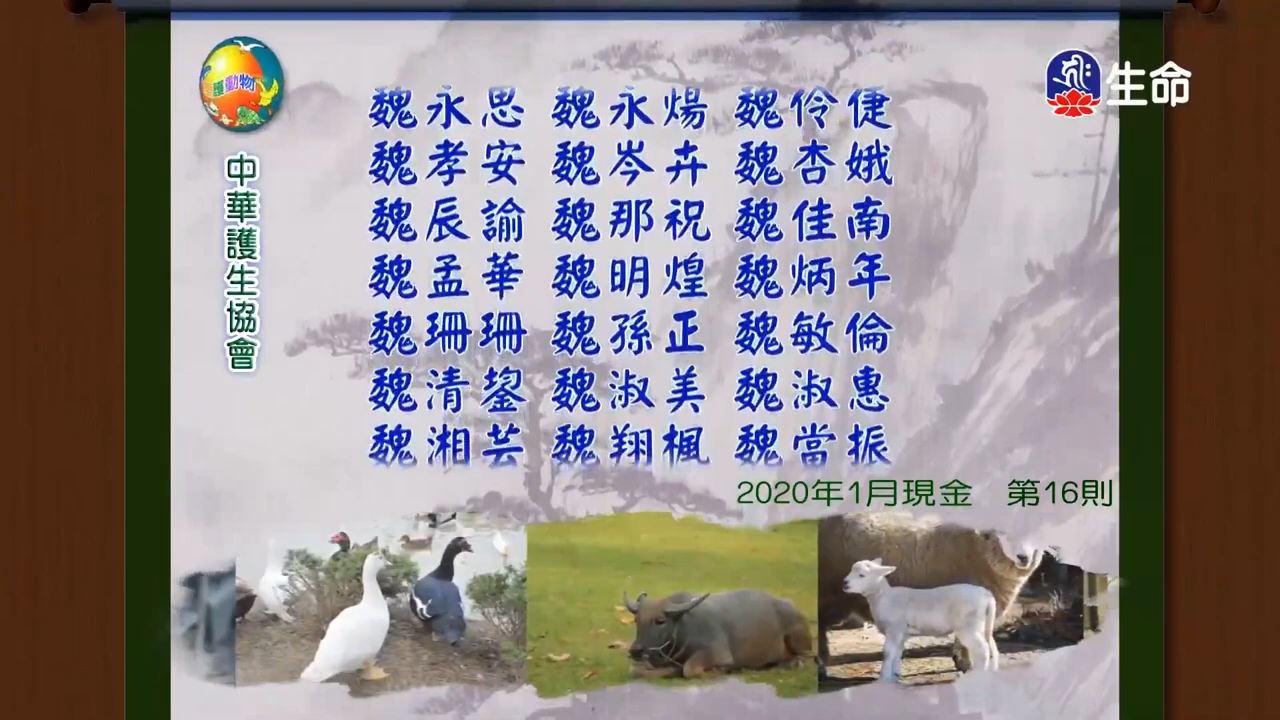 護動物
生命
中華護生協會
魏永思 魏永煬 魏伶倢
魏孝安 魏岑卉 魏杏娥
魏辰諭 魏那祝 魏佳南
魏孟華 魏明煌 魏炳年
魏珊珊 魏孫正 魏敏倫
魏清鋆 魏淑美 魏淑惠
魏湘芸 魏翔楓 魏當振
2020年1月現金 第16則